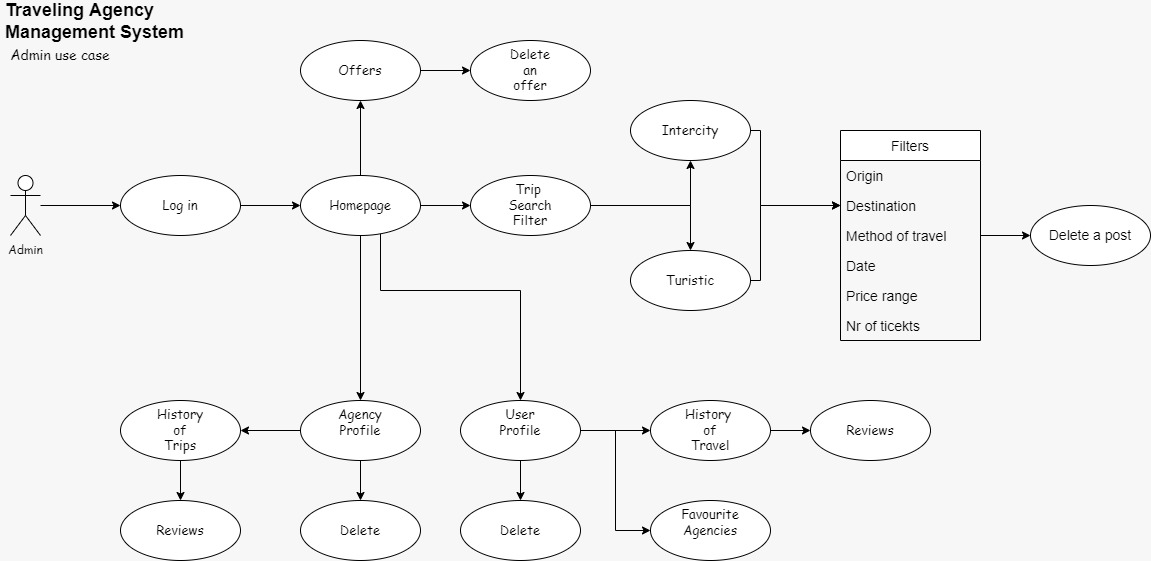 Traveling Agency
Management System
Admin use case
Offers
Delete
an
offer
Intercity
Filters
Origin
Destination
Method of travel
Date
Price range
Nr of ticekts
Admin
Log in
Homepage
Trip
Search
Filter
Delete a post
Turistic
History
of
Trips
Agency
Profile
User
Profile
History
of
Travel
Reviews
Reviews
Delete
Delete
Favourite
Agencies